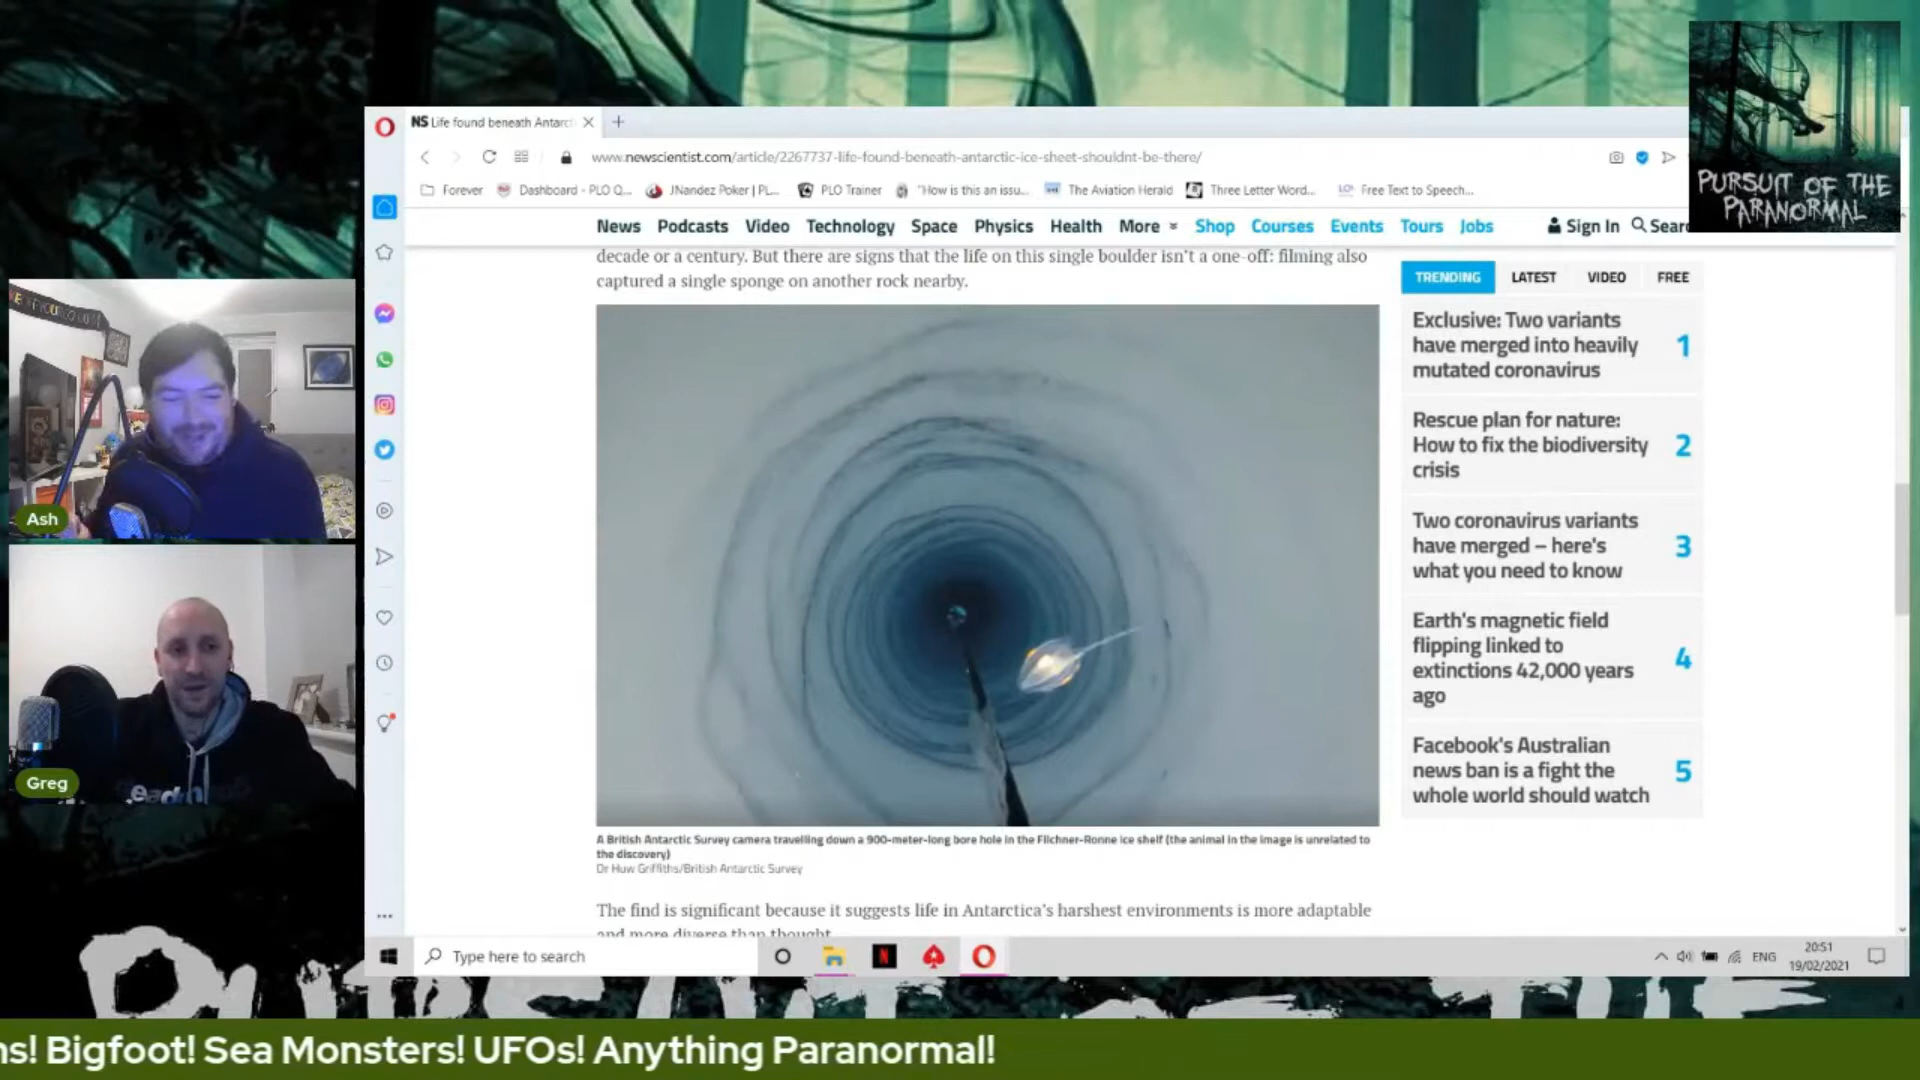 NS Life found beneath Antarct
www.newscientist.com/article/2267737-life-found-beneath-antarctic-ice-sheet-shouldnt-be-there/
Forever
Dashboard - PLO Q...
JNandez Poker | PL...
PLO Trainer
"How is this an issu...
The Aviation Herald
Three Letter Word...
Free Text to Speech...
PURSUIT OF THE
PARANORMAL
News Podcasts Video Technology Space Physics Health More Shop Courses Events Tours Jobs Sign In Searc
decade or a century. But there are signs that the life on this single boulder isn't a one-off: filming also
captured a single sponge on another rock nearby.
TRENDING LATEST VIDEO FREE
Exclusive: Two variants
have merged into heavily
mutated coronavirus
1
Rescue plan for nature:
How to fix the biodiversity
crisis
2
Two coronavirus variants
have merged – here's
what you need to know
3
Earth's magnetic field
flipping linked to
extinctions 42,000 years
ago
4
Facebook's Australian
news ban is a fight the
whole world should watch
5
Ash
Greg
A British Antarctic Survey camera travelling down a 900-meter-long bore hole in the Filchner-Ronne ice shelf (the animal in the image is unrelated to
the discovery)
Dr Huw Griffiths/British Antarctic Survey
The find is significant because it suggests life in Antarctica's harshest environments is more adaptable
and more diverse than thought.
Type here to search
ENG
20:51
19/02/2021
ns! Bigfoot! Sea Monsters! UFOs! Anything Paranormal!